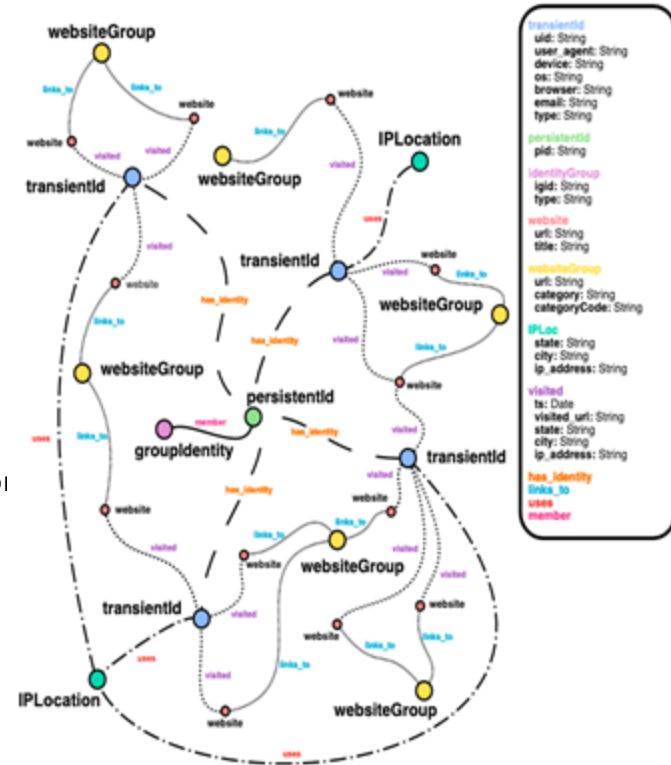 websiteGroup
links_to
links_to
website
website
visited
visited
transientId
visited
website
links_to
websiteGroup
links_to
website
visited
website
links_to
websiteGroup
visited
IPLocation
uses
transientId
visited
website
links_to
websiteGroup
links_to
visited
website
visited
has_identity
has_identity
persistentId
member
groupIdentity
has_identity
transientId
has_identity
visited
website
links_to
links_to
websiteGroup
website
visited
transientId
visited
links_to
website
visited
visited
website
website
links_to
links_to
websiteGroup
uses
uses
IPLocation
uses
transientId
uid: String
user_agent: String
device: String
os: String
browser: String
email: String
type: String
persistentId
pid: String
identityGroup
igid: String
type: String
website
url: String
title: String
websiteGroup
url: String
category: String
categoryCode: String
IPLoc
state: String
city: String
ip_address: String
visited
ts: Date
visited_url: String
state: String
city: String
ip_address: String
has_identity
links_to
uses
member